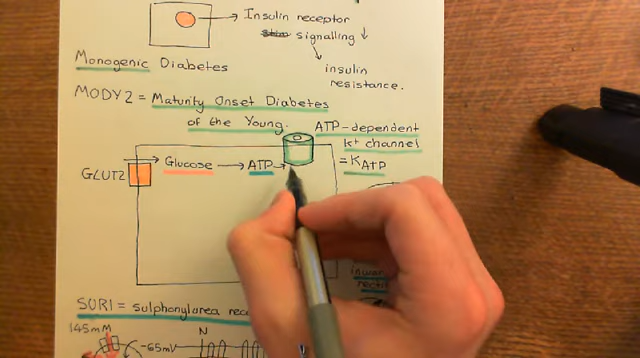 Insulin receptor
signalling ↓
insulin
resistance.
Monogenic Diabetes
MODY2 = Maturity Onset Diabetes
of the Young.
ATP-dependent
K+ channel
= KATP
GLUT2
Glucose → ATP →
SUR1 = sulphonylurea rec
145mM
-65mV
N